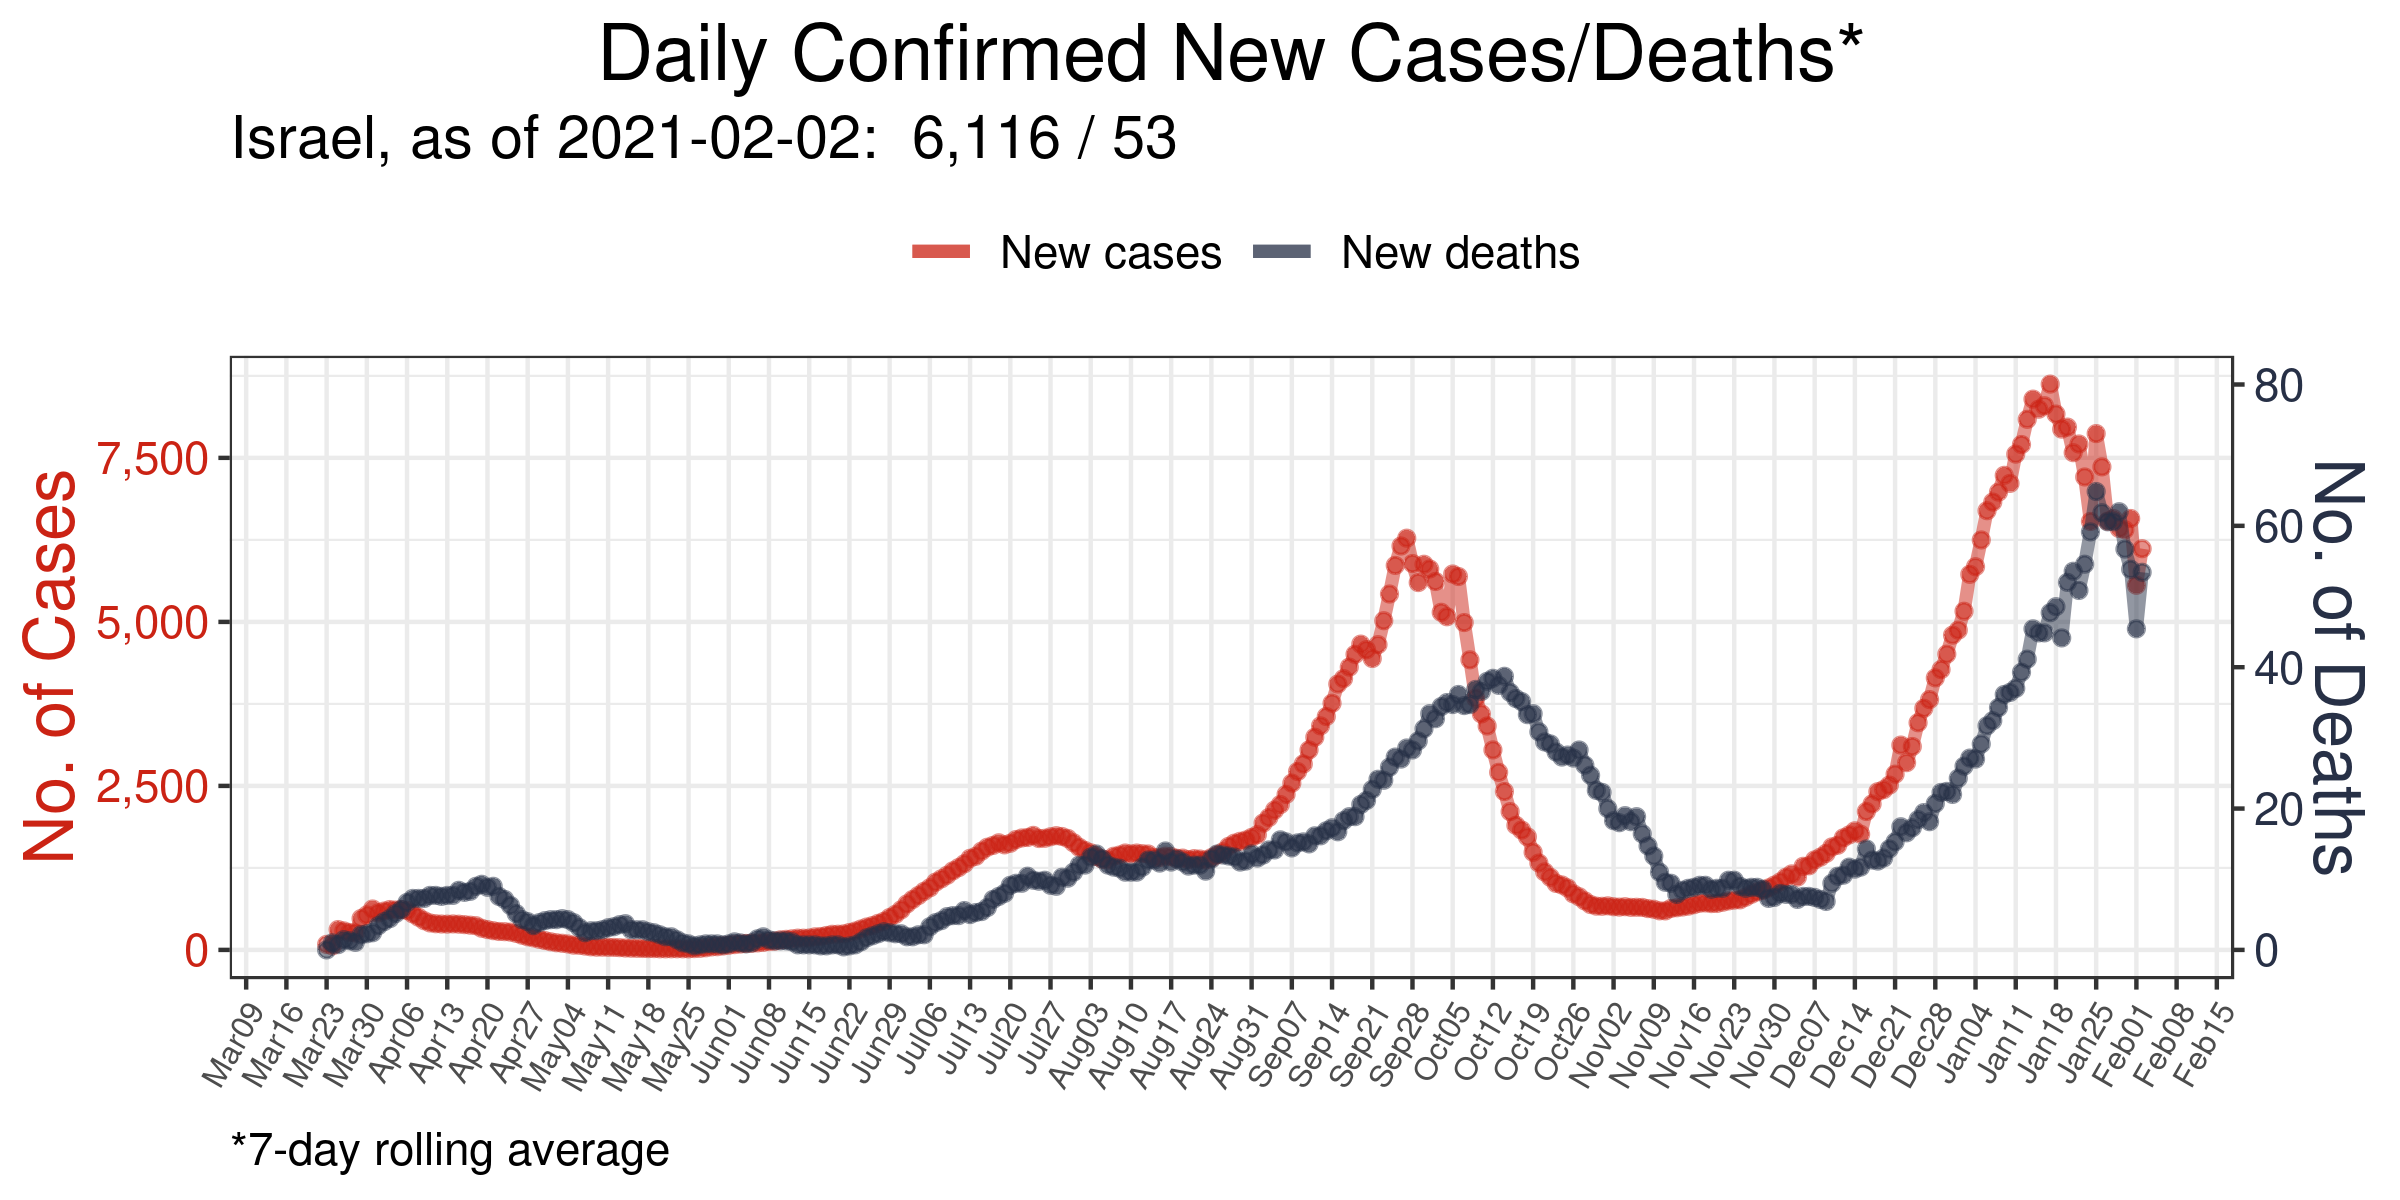 Daily Confirmed New Cases/Deaths*
Israel, as of 2021-02-02:  6,116 / 53
New cases
New deaths
No. of Cases
7,500
5,000
2,500
0
80
60
40
20
0
No. of Deaths
Mar09
Mar16
Mar23
Mar30
Apr06
Apr13
Apr20
Apr27
May04
May11
May18
May25
Jun01
Jun08
Jun15
Jun22
Jun29
Jul06
Jul13
Jul20
Jul27
Aug03
Aug10
Aug17
Aug24
Aug31
Sep07
Sep14
Sep21
Sep28
Oct05
Oct12
Oct19
Oct26
Nov02
Nov09
Nov16
Nov23
Nov30
Dec07
Dec14
Dec21
Dec28
Jan04
Jan11
Jan18
Jan25
Feb01
Feb08
Feb15
*7-day rolling average